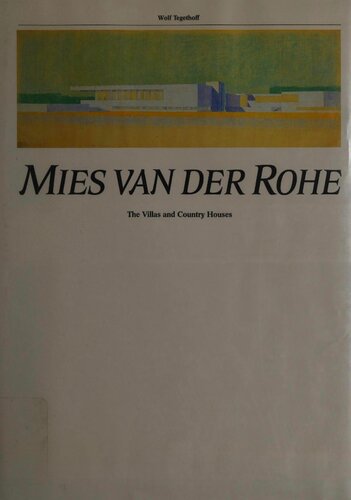 Wolf Tegethoff
MIES VAN DER ROHE
The Villas and Country Houses